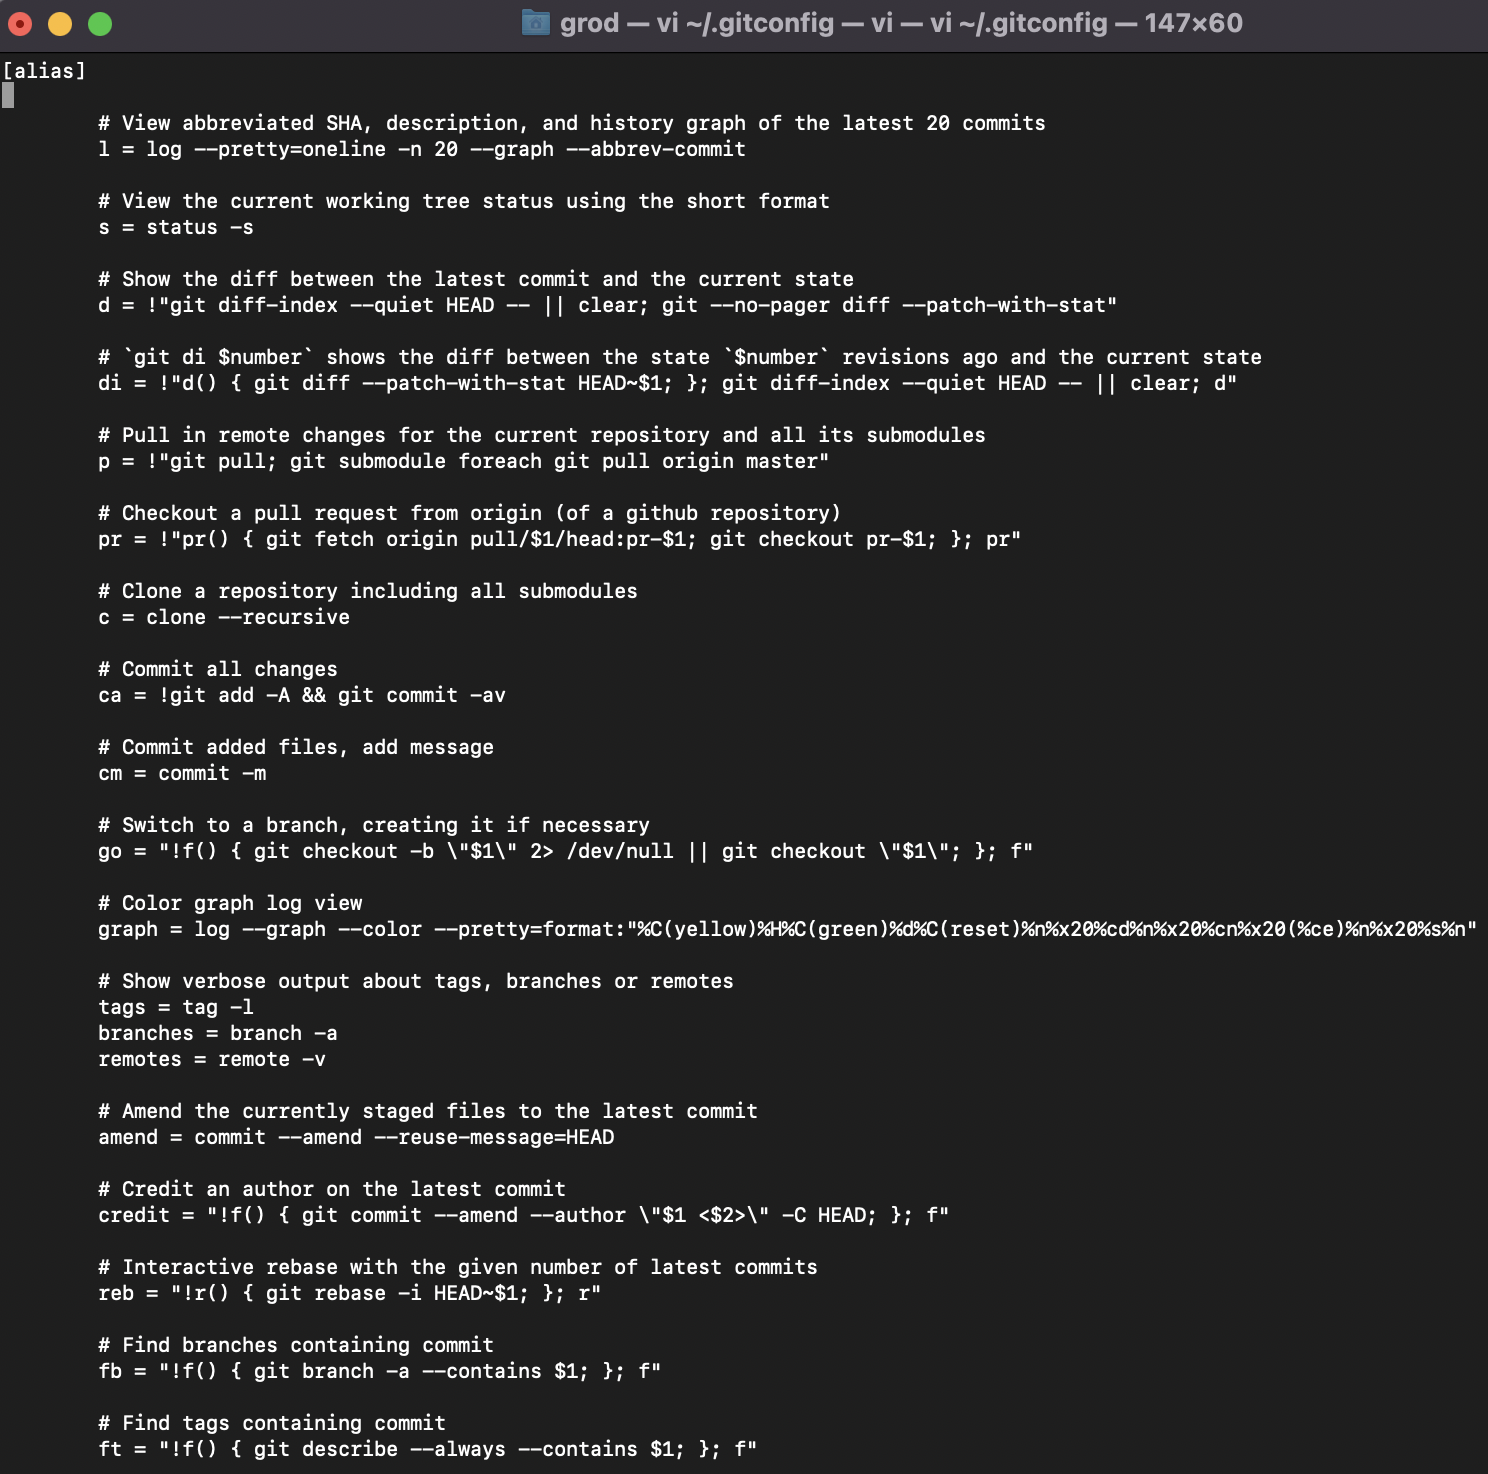 grod — vi ~/.gitconfig — vi — vi ~/.gitconfig — 147×60
[alias]
# View abbreviated SHA, description, and history graph of the latest 20 commits
l = log --pretty=oneline -n 20 --graph --abbrev-commit
# View the current working tree status using the short format
s = status -s
# Show the diff between the latest commit and the current state
d = !"git diff-index --quiet HEAD -- || clear; git --no-pager diff --patch-with-stat"
# `git di $number` shows the diff between the state `$number` revisions ago and the current state
di = !"d() { git diff --patch-with-stat HEAD~$1; }; git diff-index --quiet HEAD -- || clear; d"
# Pull in remote changes for the current repository and all its submodules
p = !"git pull; git submodule foreach git pull origin master"
# Checkout a pull request from origin (of a github repository)
pr = !"pr() { git fetch origin pull/$1/head:pr-$1; git checkout pr-$1; }; pr"
# Clone a repository including all submodules
c = clone --recursive
# Commit all changes
ca = !git add -A && git commit -av
# Commit added files, add message
cm = commit -m
# Switch to a branch, creating it if necessary
go = "!f() { git checkout -b \"$1\" 2> /dev/null || git checkout \"$1\"; }; f"
# Color graph log view
graph = log --graph --color --pretty=format:"%C(yellow)%H%C(green)%d%C(reset)%n%x20%cd%n%x20%cn%x20(%ce)%n%x20%s%n"
# Show verbose output about tags, branches or remotes
tags = tag -l
branches = branch -a
remotes = remote -v
# Amend the currently staged files to the latest commit
amend = commit --amend --reuse-message=HEAD
# Credit an author on the latest commit
credit = "!f() { git commit --amend --author \"$1 <$2>\" -C HEAD; }; f"
# Interactive rebase with the given number of latest commits
reb = "!r() { git rebase -i HEAD~$1; }; r"
# Find branches containing commit
fb = "!f() { git branch -a --contains $1; }; f"
# Find tags containing commit
ft = "!f() { git describe --always --contains $1; }; f"